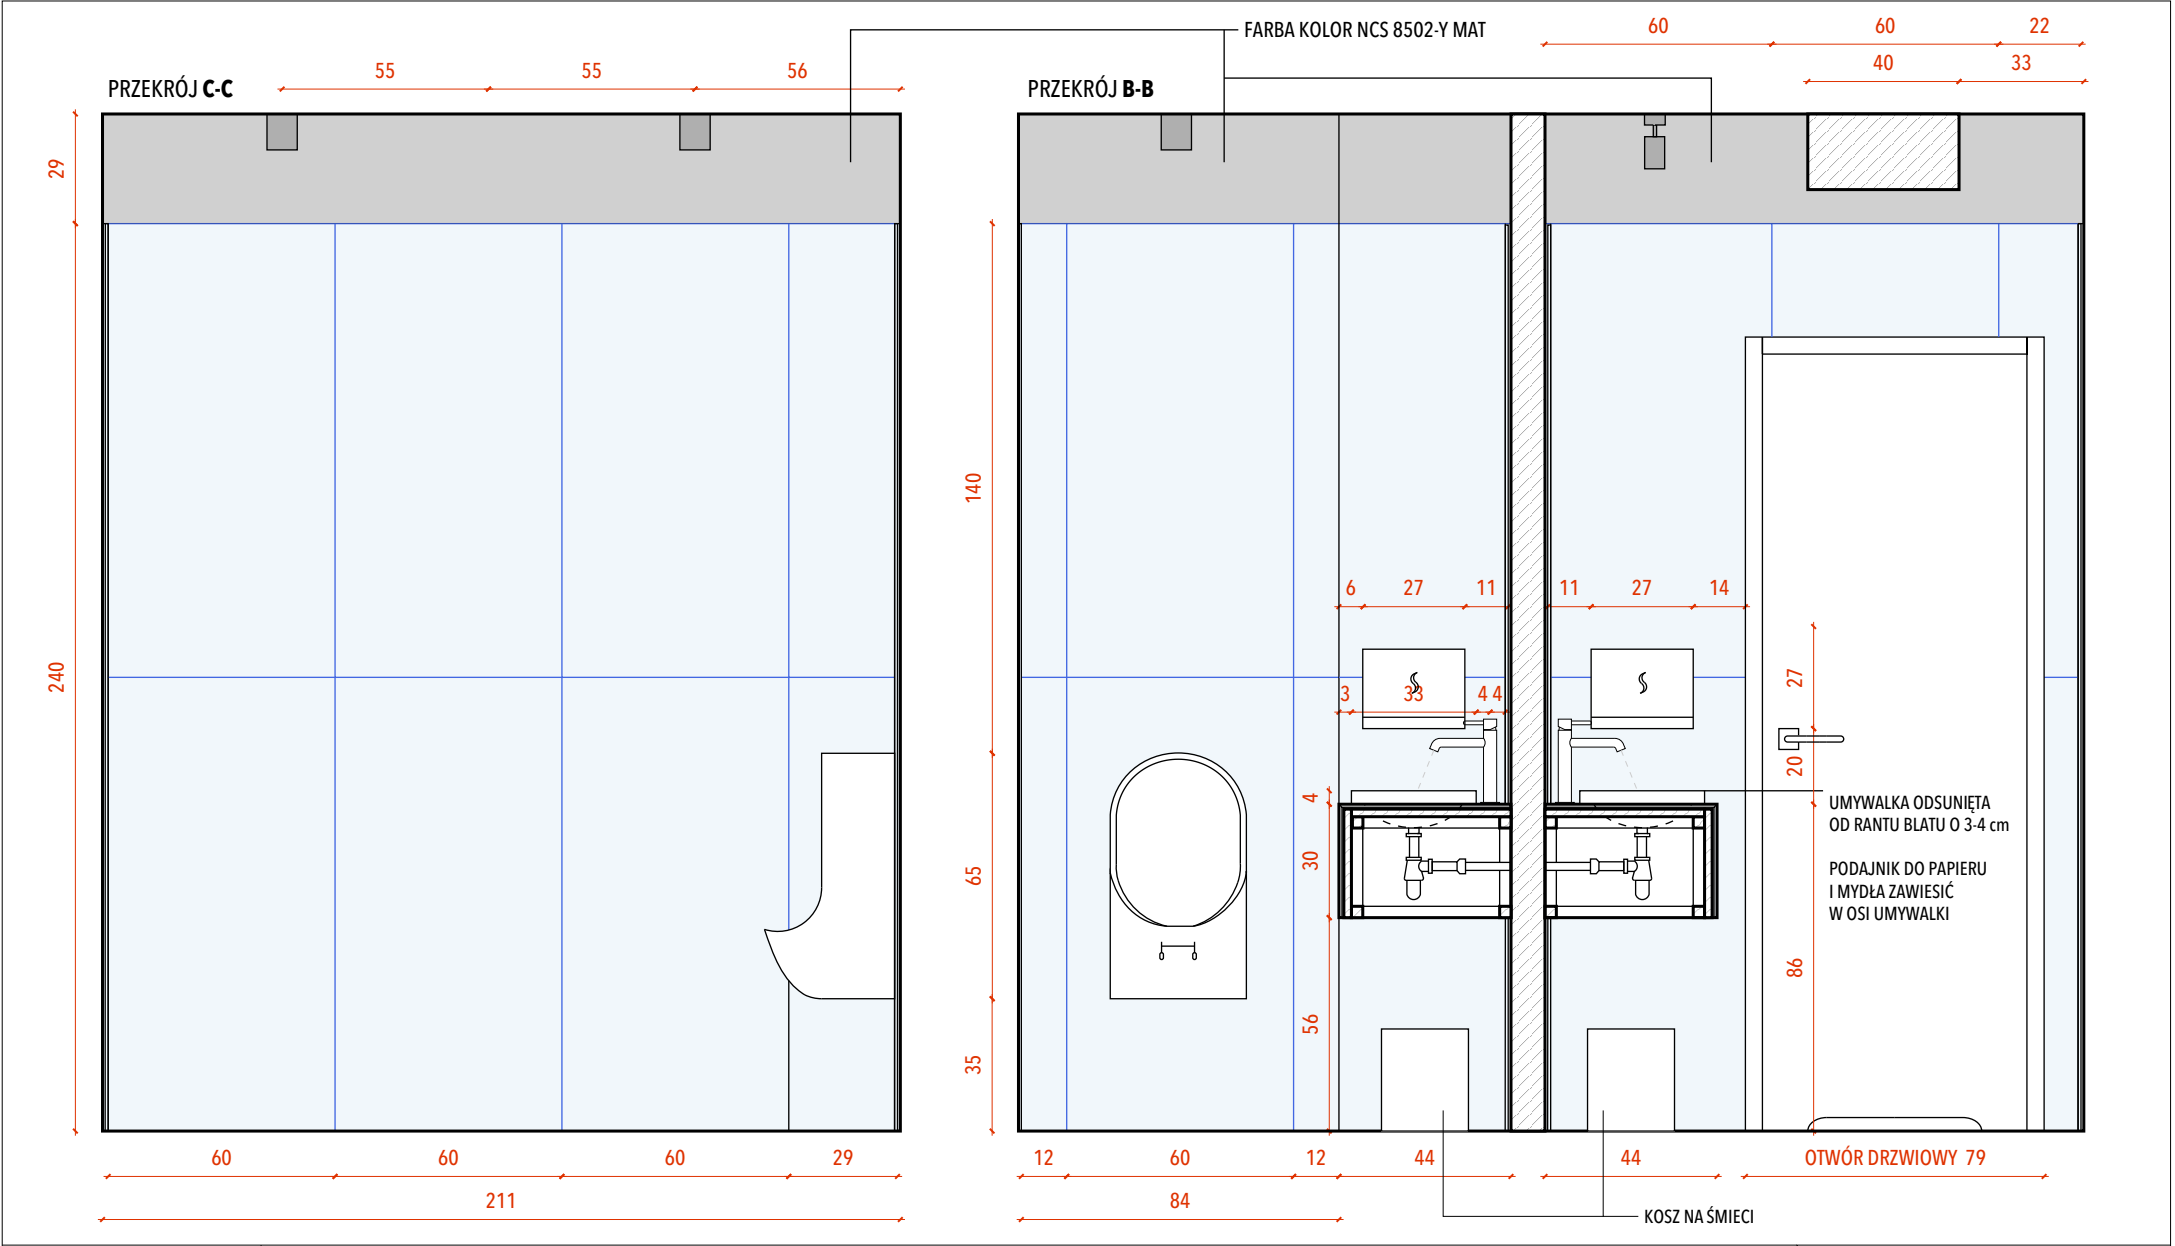 FARBA KOLOR NCS 8502-Y MAT
60 60 22
40 33
55 55 56
PRZEKRÓJ C-C
PRZEKRÓJ B-B
29
240
140
65
35
6 27 11
11 27 14
3 33 4 4
4
30
56
27
20
86
UMYWALKA ODSUNIĘTA
OD RANTU BLATU O 3-4 cm
PODAJNIK DO PAPIERU
I MYDŁA ZAWIESIĆ
W OSI UMYWALKI
60 60 60 29
211
12 60 12 44
44
OTWÓR DRZWIOWY 79
84
KOSZ NA ŚMIECI